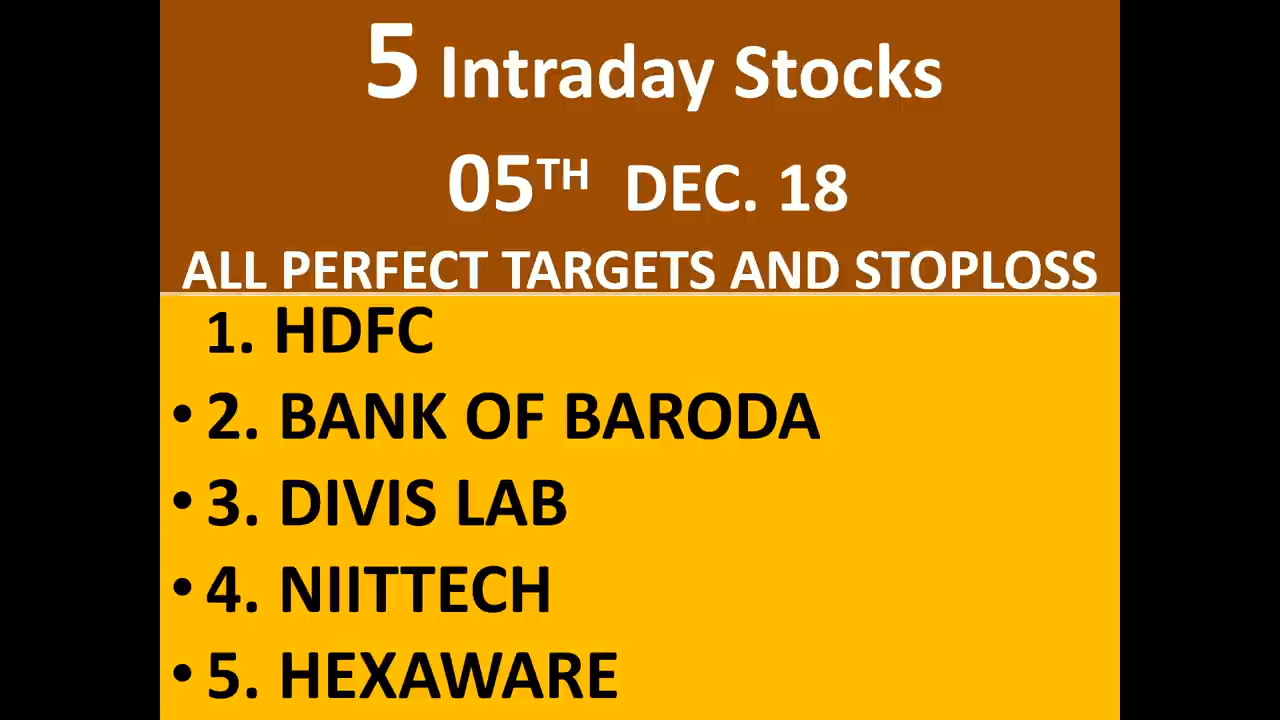 5 Intraday Stocks
05TH DEC. 18
ALL PERFECT TARGETS AND STOPLOSS
1. HDFC
• 2. BANK OF BARODA
• 3. DIVIS LAB
• 4. NIITTECH
• 5. HEXAWARE